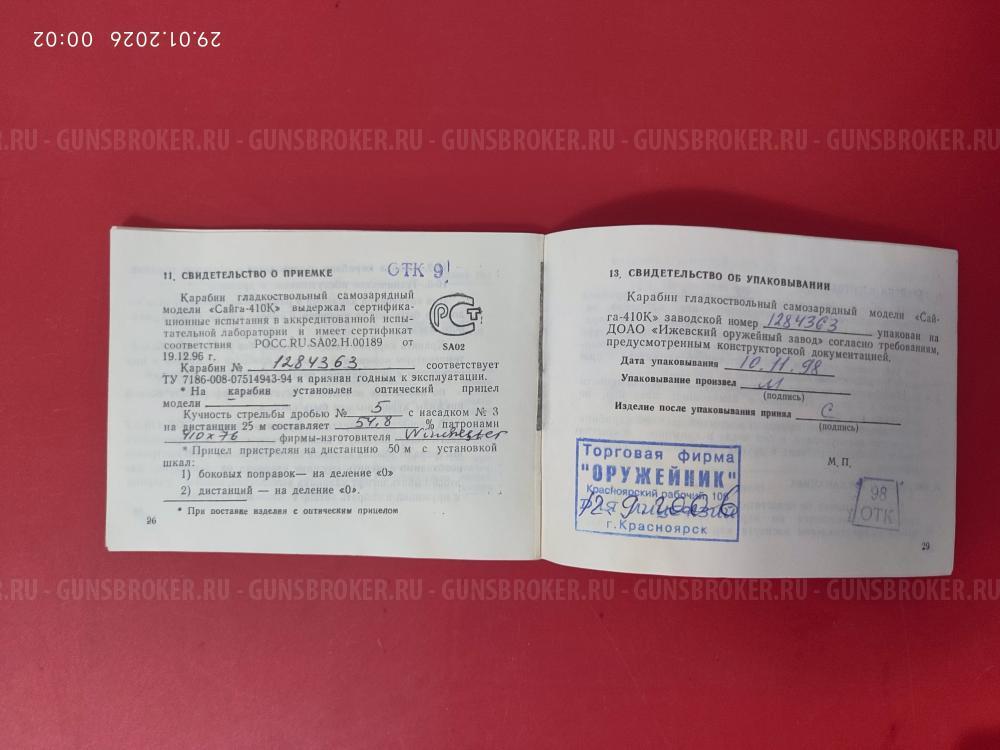 29.01.2026 00:02
.RU - GUNSBROKER.RU - GUNSBROKER.RU - GUNSBROKER.RU - GUNSBROKER.RU - GUNSBROKER.RU
11. СВИДЕТЕЛЬСТВО О ПРИЕМКЕ
ОТК 9
Карабин гладкоствольный самозарядный
модели «Сайга-410К» выдержал сертифика-
ционные испытания в аккредитованной испы-
тательной лаборатории и имеет сертификат
соответствия РОСС.RU.SA02.Н.00189 от
19.12.96 г.
РСТ
SA02
Карабин № 1284363 соответствует
ТУ 7186-008-07514943-94 и признан годным к эксплуатации.
* На карабин установлен оптический прицел
модели –
Кучность стрельбы дробью № 5 с насадком № 3
на дистанции 25 м составляет 54,8 % патронами
410х76 фирмы-изготовителя Winchester
* Прицел пристрелян на дистанцию 50 м с установкой
шкал:
1) боковых поправок— на деление «0»
2) дистанций — на деление «0».
* При поставке изделия с оптическим прицелом
26
13. СВИДЕТЕЛЬСТВО ОБ УПАКОВЫВАНИИ
Карабин гладкоствольный самозарядный модели «Сай-
га-410К» заводской номер 1284363 упакован на
ДОАО «Ижевский оружейный завод» согласно требованиям,
предусмотренным конструкторской документацией.
Дата упаковывания 10.11.98
Упаковывание произвел
(подпись)
Изделие после упаковывания принял
(подпись)
М. П.
Торговая фирма
"ОРУЖЕЙНИК"
Красноярский рабочий,
г.Красноярск
98
ОТК
29
.RU - GUNSBROKER.RU - GUNSBROKER.RU - GUNSBROKER.RU - GUNSBROKER.RU - GUNSBROKER.RU